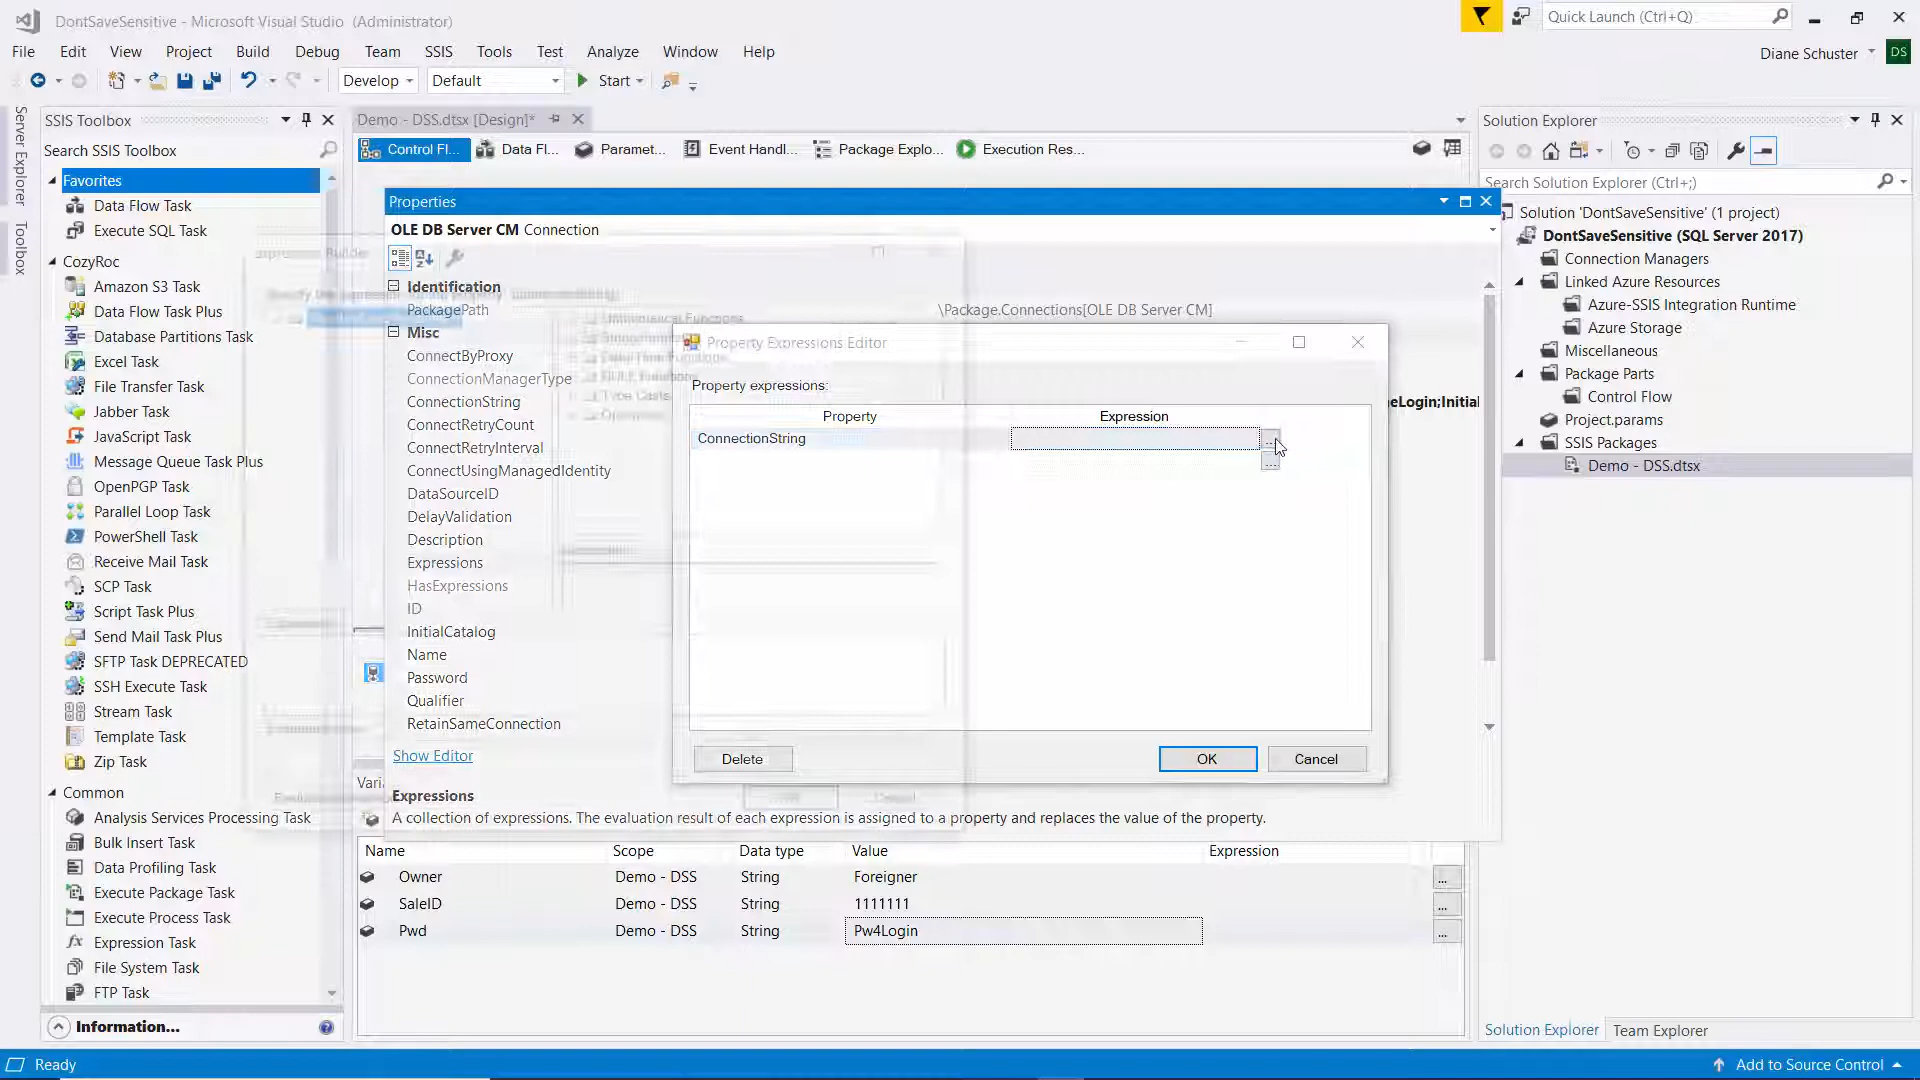 DontSaveSensitive - Microsoft Visual Studio (Administrator)
Quick Launch (Ctrl+Q)
File Edit View Project Build Debug Team SSIS Tools Test Analyze Window Help
Diane Schuster DS
Develop Default Start
Server Explorer
Toolbox
SSIS Toolbox
Search SSIS Toolbox
Favorites
Data Flow Task
Execute SQL Task
CozyRoc
Amazon S3 Task
Data Flow Task Plus
Database Partitions Task
Excel Task
File Transfer Task
Jabber Task
JavaScript Task
Message Queue Task Plus
OpenPGP Task
Parallel Loop Task
PowerShell Task
Receive Mail Task
SCP Task
Script Task Plus
Send Mail Task Plus
SFTP Task DEPRECATED
SSH Execute Task
Stream Task
Template Task
Zip Task
Common
Analysis Services Processing Task
Bulk Insert Task
Data Profiling Task
Execute Package Task
Execute Process Task
Expression Task
File System Task
FTP Task
Information...
Demo - DSS.dtsx [Design]*
Control Fl... Data Fl... Paramet... Event Handl... Package Explo... Execution Res...
Properties
OLE DB Server CM Connection
Identification
PackagePath \Package.Connections[OLE DB Server CM]
Misc
ConnectByProxy
ConnectionManagerType
ConnectionString eLogin;Initial
ConnectRetryCount
ConnectRetryInterval
ConnectUsingManagedIdentity
DataSourceID
DelayValidation
Description
Expressions
HasExpressions
ID
InitialCatalog
Name
Password
Qualifier
RetainSameConnection
Show Editor
Expressions
A collection of expressions. The evaluation result of each expression is assigned to a property and replaces the value of the property.
Property Expressions Editor
Property expressions:
Property Expression
ConnectionString ...
...
Delete OK Cancel
Varia
Name Scope Data type Value Expression
Owner Demo - DSS String Foreigner ...
SaleID Demo - DSS String 1111111 ...
Pwd Demo - DSS String Pw4Login ...
Solution Explorer
Search Solution Explorer (Ctrl+;)
Solution 'DontSaveSensitive' (1 project)
DontSaveSensitive (SQL Server 2017)
Connection Managers
Linked Azure Resources
Azure-SSIS Integration Runtime
Azure Storage
Miscellaneous
Package Parts
Control Flow
Project.params
SSIS Packages
Demo - DSS.dtsx
Solution Explorer Team Explorer
Ready
Add to Source Control